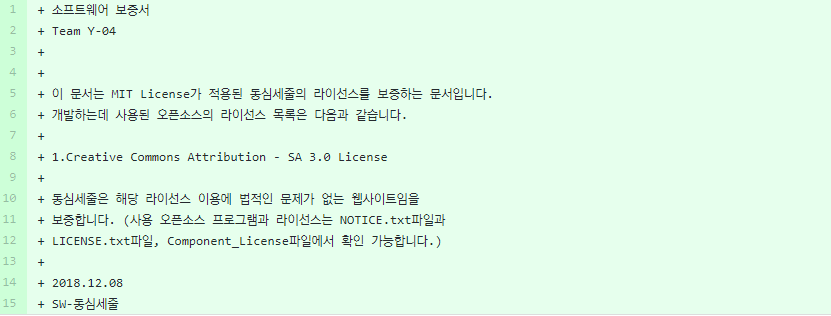 1 + 소프트웨어 보증서
2 + Team Y-04
3 +
4 +
5 + 이 문서는 MIT License가 적용된 동심세줄의 라이선스를 보증하는 문서입니다.
6 + 개발하는데 사용된 오픈소스의 라이선스 목록은 다음과 같습니다.
7 +
8 + 1.Creative Commons Attribution - SA 3.0 License
9 +
10 + 동심세줄은 해당 라이선스 이용에 법적인 문제가 없는 웹사이트임을
11 + 보증합니다. (사용 오픈소스 프로그램과 라이선스는 NOTICE.txt파일과
12 + LICENSE.txt파일, Component_License파일에서 확인 가능합니다.)
13 +
14 + 2018.12.08
15 + SW-동심세줄